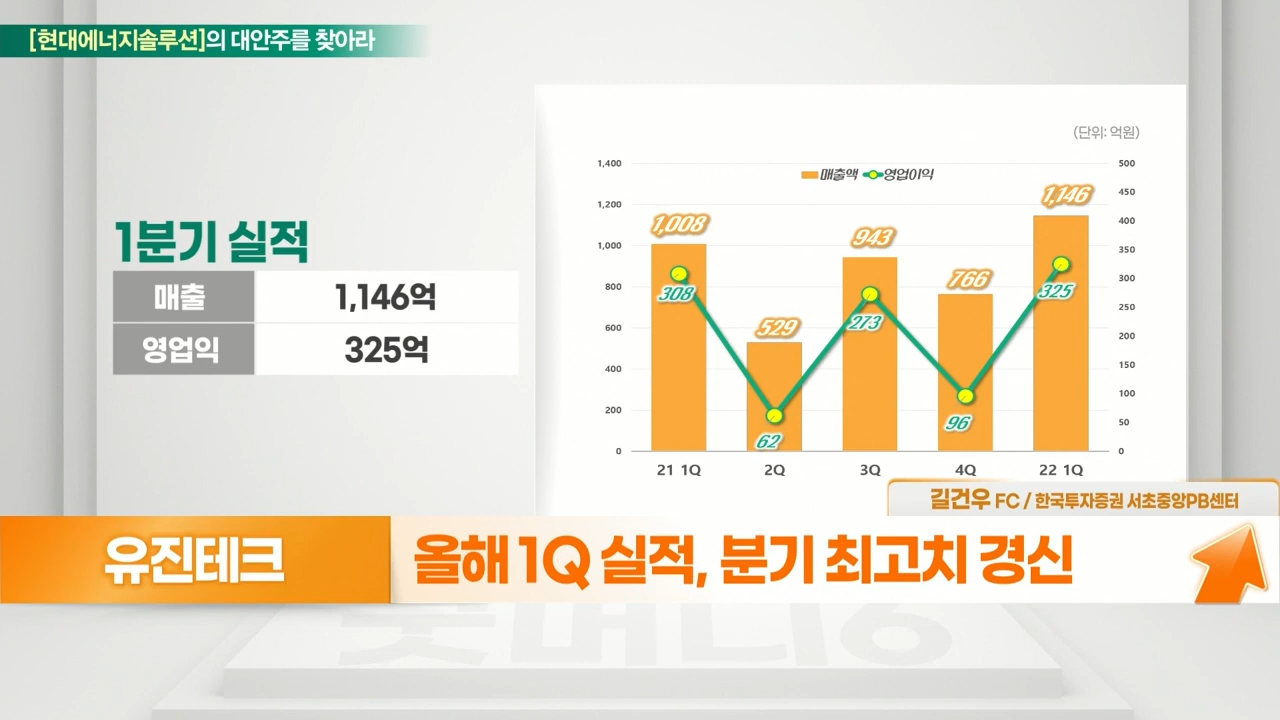 [현대에너지솔루션]의 대안주를 찾아라
1분기 실적
매출 1,146억
영업익 325억
(단위: 억원)
매출액 영업이익
1,400
1,200
1,000
800
600
400
200
0
500
450
400
350
300
250
200
150
100
50
0
1,008
529
943
766
1,146
308
62
273
96
325
21 1Q 2Q 3Q 4Q 22 1Q
길건우 FC / 한국투자증권 서초중앙PB센터
유진테크
올해 1Q 실적, 분기 최고치 경신